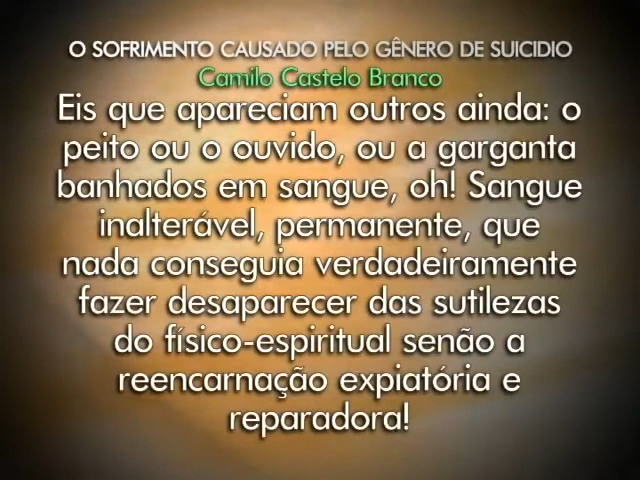 O SOFRIMENTO CAUSADO PELO GÊNERO DE SUICIDIO
Camilo Castelo Branco
Eis que apareciam outros ainda: o
peito ou o ouvido, ou a garganta
banhados em sangue, oh! Sangue
inalterável, permanente, que
nada conseguia verdadeiramente
fazer desaparecer das sutilezas
do físico-espiritual senão a
reencarnação expiatória e
reparadora!